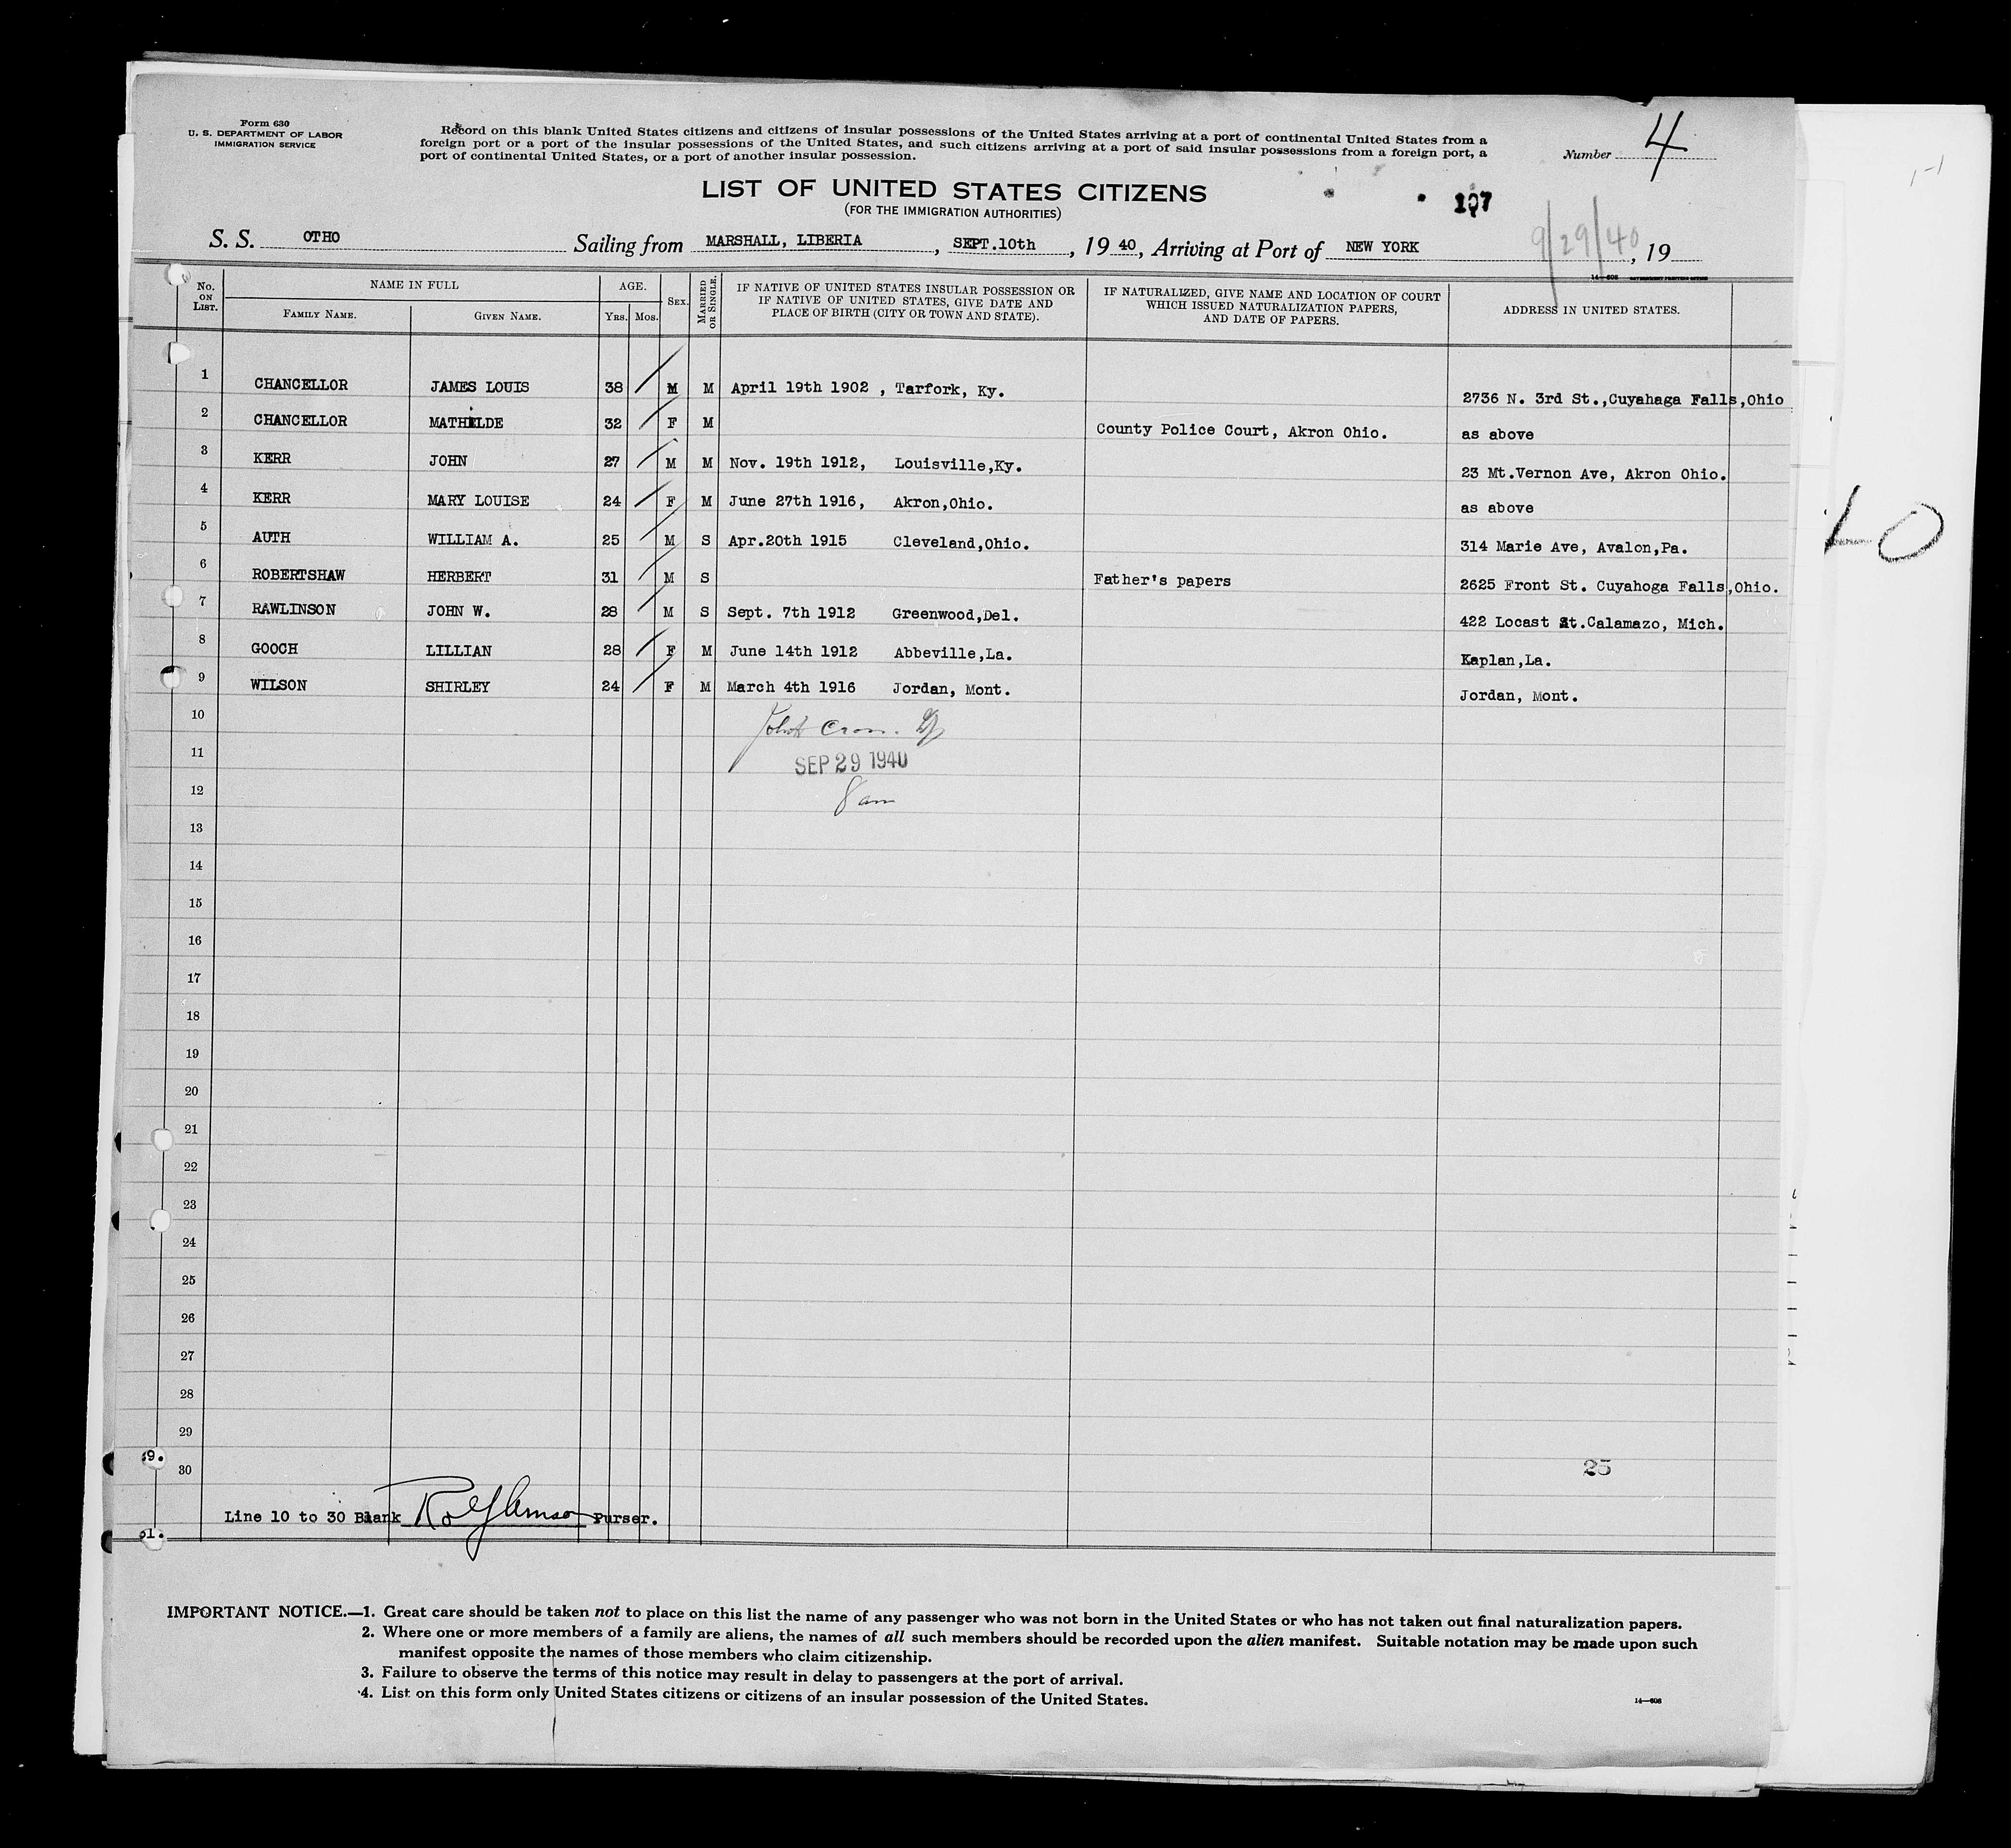 Form 630
U. S. DEPARTMENT OF LABOR
IMMIGRATION SERVICE
Record on this blank United States citizens and citizens of insular possessions of the United States arriving at a port of continental United States from a
foreign port or a port of the insular possessions of the United States, and such citizens arriving at a port of said insular possessions from a foreign port, a
port of continental United States, or a port of another insular possession.
Number 4
LIST OF UNITED STATES CITIZENS
(FOR THE IMMIGRATION AUTHORITIES)
107
S. S. OTHO Sailing from MARSHALL, LIBERIA, SEPT.10th, 19 40, Arriving at Port of NEW YORK 9/29/40, 19
14—608 GOVERNMENT PRINTING OFFICE
No. ON LIST. NAME IN FULL FAMILY NAME. GIVEN NAME. AGE. YRS. MOS. SEX. MARRIED OR SINGLE. IF NATIVE OF UNITED STATES INSULAR POSSESSION OR IF NATIVE OF UNITED STATES, GIVE DATE AND PLACE OF BIRTH (CITY OR TOWN AND STATE). IF NATURALIZED, GIVE NAME AND LOCATION OF COURT WHICH ISSUED NATURALIZATION PAPERS, AND DATE OF PAPERS. ADDRESS IN UNITED STATES.
1 CHANCELLOR JAMES LOUIS 38 M M April 19th 1902 , Tarfork, Ky. 2736 N. 3rd St.,Cuyahaga Falls,Ohio
2 CHANCELLOR MATHILDE 32 F M County Police Court, Akron Ohio. as above
3 KERR JOHN 27 M M Nov. 19th 1912, Louisville,Ky. 23 Mt.Vernon Ave, Akron Ohio.
4 KERR MARY LOUISE 24 F M June 27th 1916, Akron,Ohio. as above
5 AUTH WILLIAM A. 25 M S Apr.20th 1915 Cleveland,Ohio. 314 Marie Ave, Avalon,Pa.
6 ROBERTSHAW HERBERT 31 M S Father's papers 2625 Front St. Cuyahoga Falls,Ohio.
7 RAWLINSON JOHN W. 28 M S Sept. 7th 1912 Greenwood,Del. 422 Locast St.Calamazo, Mich.
8 GOOCH LILLIAN 28 F M June 14th 1912 Abbeville,La. Kaplan,La.
9 WILSON SHIRLEY 24 F M March 4th 1916 Jordan, Mont. Jordan, Mont.
10
11 SEP 29 1940
12 8 am
13
14
15
16
17
18
19
20
21
22
23
24
25
26
27
28
29
30 25
Line 10 to 30 Blank Purser.
IMPORTANT NOTICE.—1. Great care should be taken not to place on this list the name of any passenger who was not born in the United States or who has not taken out final naturalization papers.
2. Where one or more members of a family are aliens, the names of all such members should be recorded upon the alien manifest. Suitable notation may be made upon such
manifest opposite the names of those members who claim citizenship.
3. Failure to observe the terms of this notice may result in delay to passengers at the port of arrival.
4. List on this form only United States citizens or citizens of an insular possession of the United States.
14—608